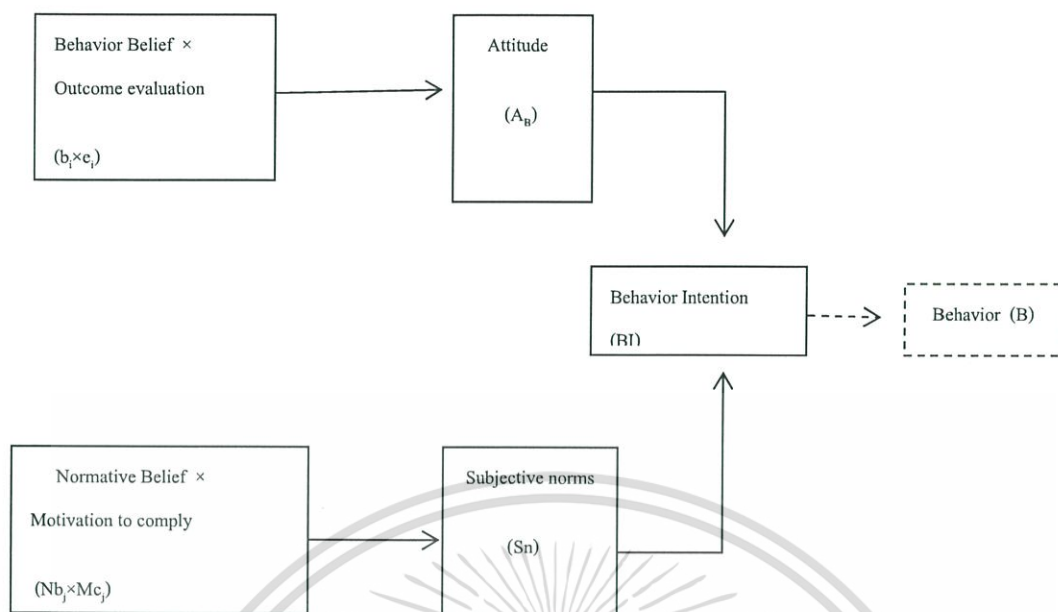 Behavior Belief ×
Outcome evaluation
(bᵢ×eᵢ)
Attitude
(A_B)
Behavior Intention
(BI)
Behavior (B)
Normative Belief ×
Motivation to comply
(Nbⱼ×Mcⱼ)
Subjective norms
(Sn)